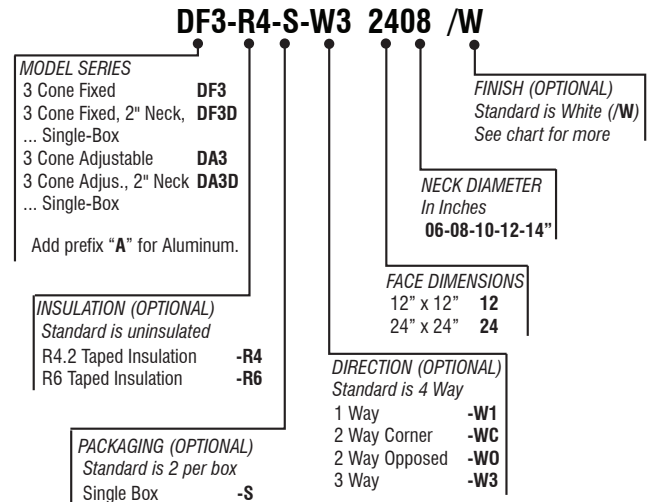 DF3-R4-S-W3 2408 /W
MODEL SERIES
3 Cone Fixed DF3
3 Cone Fixed, 2" Neck, DF3D
... Single-Box
3 Cone Adjustable DA3
3 Cone Adjus., 2" Neck DA3D
... Single-Box
Add prefix “A” for Aluminum.
FINISH (OPTIONAL)
Standard is White (/W)
See chart for more
NECK DIAMETER
In Inches
06-08-10-12-14”
FACE DIMENSIONS
12” x 12” 12
24” x 24” 24
INSULATION (OPTIONAL)
Standard is uninsulated
R4.2 Taped Insulation -R4
R6 Taped Insulation -R6
DIRECTION (OPTIONAL)
Standard is 4 Way
1 Way -W1
2 Way Corner -WC
2 Way Opposed -WO
3 Way -W3
PACKAGING (OPTIONAL)
Standard is 2 per box
Single Box -S